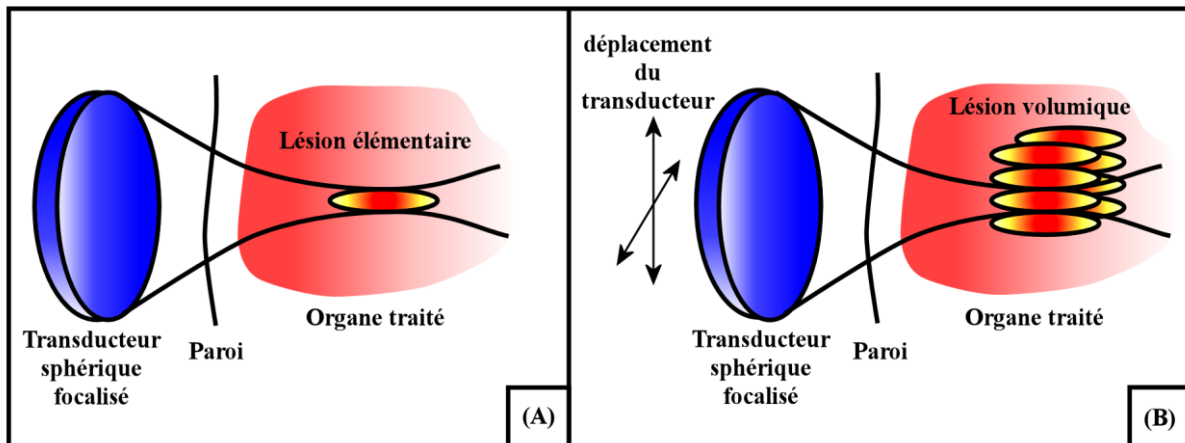 Lésion élémentaire
Organe traité
Transducteur
sphérique
focalisé
Paroi
(A)
déplacement
du
transducteur
Lésion volumique
Organe traité
Transducteur
sphérique
focalisé
Paroi
(B)